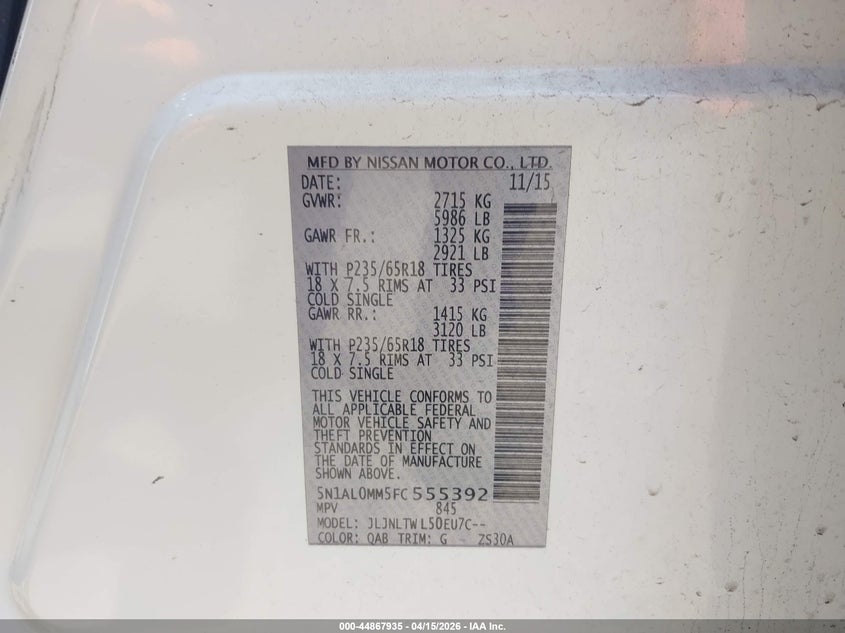 MFD BY NISSAN MOTOR CO., LTD.
DATE: 11/15
GVWR: 2715 KG
5986 LB
GAWR FR.: 1325 KG
2921 LB
WITH P235/65R18 TIRES
18 X 7.5 RIMS AT 33 PSI
COLD SINGLE
GAWR RR.: 1415 KG
3120 LB
WITH P235/65R18 TIRES
18 X 7.5 RIMS AT 33 PSI
COLD SINGLE
THIS VEHICLE CONFORMS TO
ALL APPLICABLE FEDERAL
MOTOR VEHICLE SAFETY AND
THEFT PREVENTION
STANDARDS IN EFFECT ON
THE DATE OF MANUFACTURE
SHOWN ABOVE.
5N1AL0MM5FC555392
MPV 845
MODEL: JLJNLTWL50EU7C--
COLOR: QAB TRIM: G - ZS30A
000-44867935 - 04/15/2026 - IAA Inc.